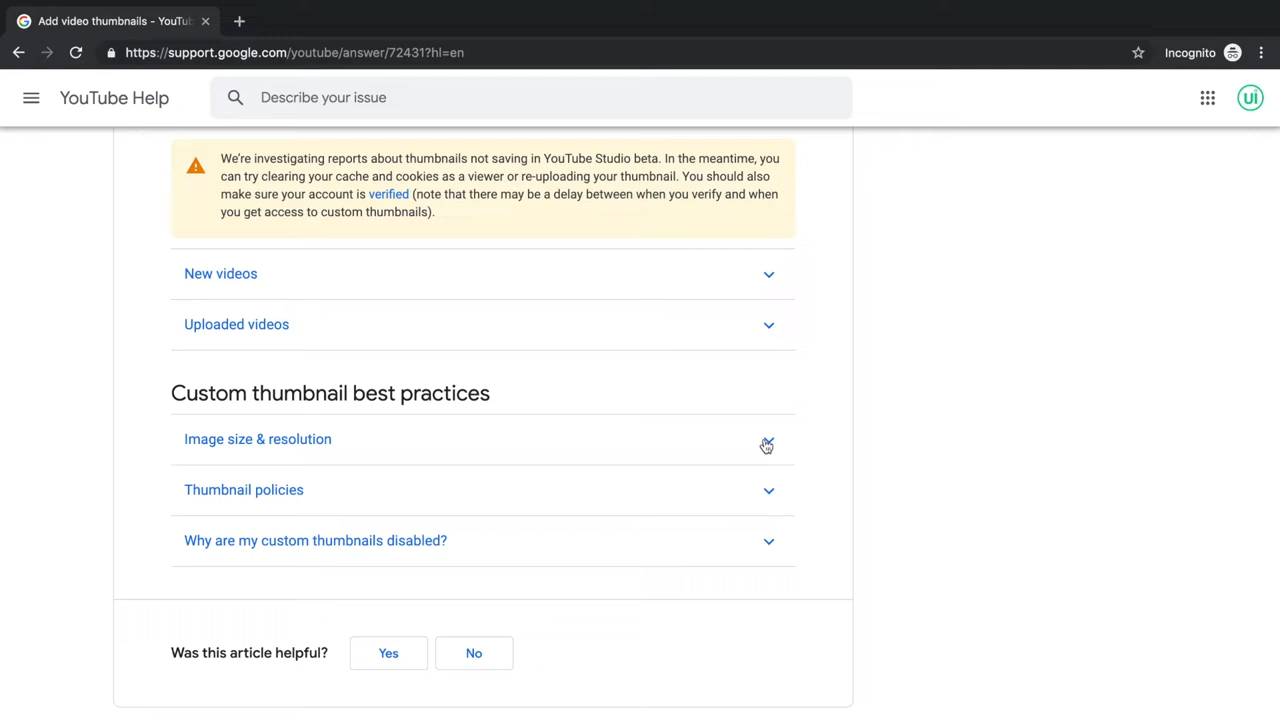 Add video thumbnails - YouTub
https://support.google.com/youtube/answer/72431?hl=en
Incognito
YouTube Help
Describe your issue
UI
We're investigating reports about thumbnails not saving in YouTube Studio beta. In the meantime, you
can try clearing your cache and cookies as a viewer or re-uploading your thumbnail. You should also
make sure your account is verified (note that there may be a delay between when you verify and when
you get access to custom thumbnails).
New videos
Uploaded videos
Custom thumbnail best practices
Image size & resolution
Thumbnail policies
Why are my custom thumbnails disabled?
Was this article helpful?
Yes
No